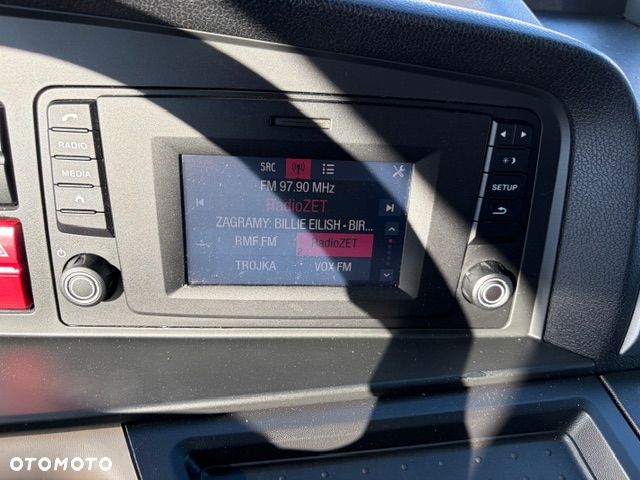 RADIO
MEDIA
SETUP
SRC
FM 97.90 MHz
RadioZET
ZAGRAMY: BILLIE EILISH - BIR...
RMF FM
RadioZET
TROJKA
VOX FM
OTOMOTO